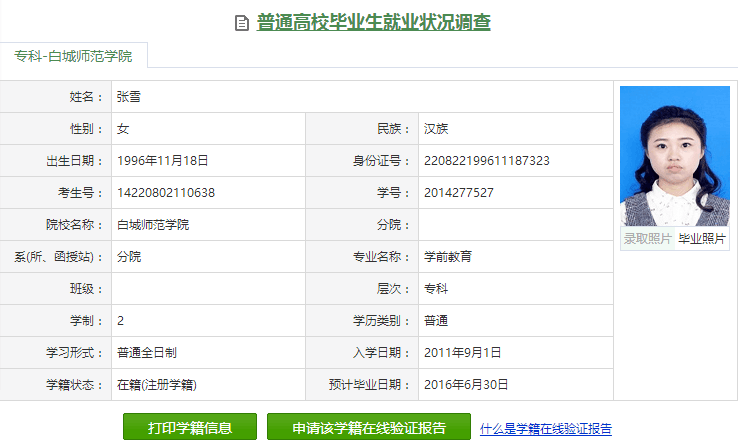 普通高校毕业生就业状况调查
专科-白城师范学院
姓名： 张雪
性别： 女 民族： 汉族
出生日期： 1996年11月18日 身份证号： 220822199611187323
考生号： 14220802110638 学号： 2014277527
院校名称： 白城师范学院 分院：
系(所、函授站)： 分院 专业名称： 学前教育
班级： 层次： 专科
学制： 2 学历类别： 普通
学习形式： 普通全日制 入学日期： 2011年9月1日
学籍状态： 在籍(注册学籍) 预计毕业日期： 2016年6月30日
录取照片 毕业照片
打印学籍信息 申请该学籍在线验证报告 什么是学籍在线验证报告